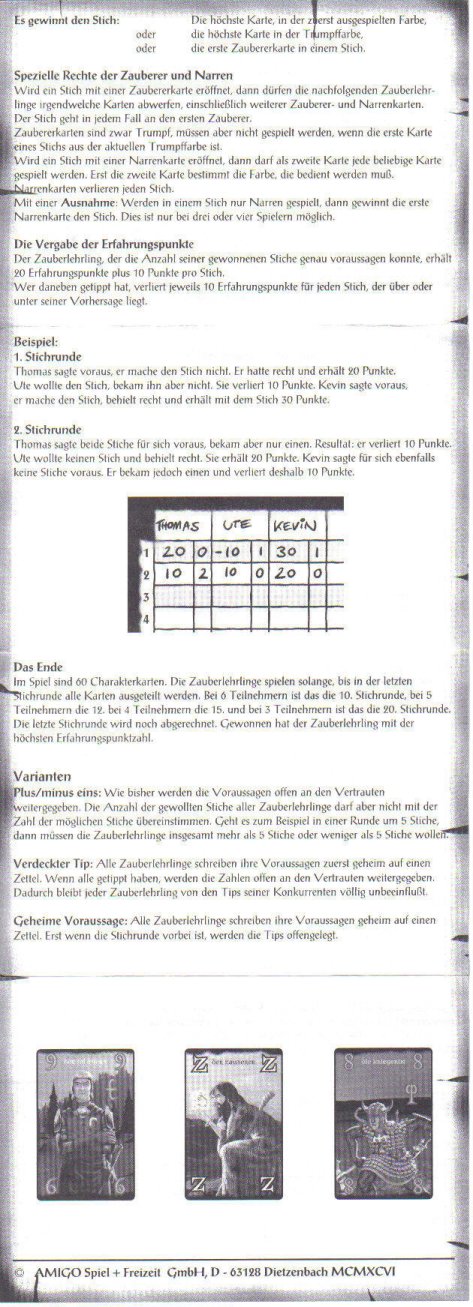 Es gewinnt den Stich: Die höchste Karte, in der zuerst ausgespielten Farbe,
oder die höchste Karte in der Trumpffarbe,
oder die erste Zaubererkarte in einem Stich.
Spezielle Rechte der Zauberer und Narren
Wird ein Stich mit einer Zaubererkarte eröffnet, dann dürfen die nachfolgenden Zauberlehr-
linge irgendwelche Karten abwerfen, einschließlich weiterer Zauberer- und Narrenkarten.
Der Stich geht in jedem Fall an den ersten Zauberer.
Zaubererkarten sind zwar Trumpf, müssen aber nicht gespielt werden, wenn die erste Karte
eines Stichs aus der aktuellen Trumpffarbe ist.
Wird ein Stich mit einer Narrenkarte eröffnet, dann darf als zweite Karte jede beliebige Karte
gespielt werden. Erst die zweite Karte bestimmt die Farbe, die bedient werden muß.
Narrenkarten verlieren jeden Stich.
Mit einer Ausnahme: Werden in einem Stich nur Narren gespielt, dann gewinnt die erste
Narrenkarte den Stich. Dies ist nur bei drei oder vier Spielern möglich.
Die Vergabe der Erfahrungspunkte
Der Zauberlehrling, der die Anzahl seiner gewonnenen Stiche genau voraussagen konnte, erhält
20 Erfahrungspunkte plus 10 Punkte pro Stich.
Wer daneben getippt hat, verliert jeweils 10 Erfahrungspunkte für jeden Stich, der über oder
unter seiner Vorhersage liegt.
Beispiel:
1. Stichrunde
Thomas sagte voraus, er mache den Stich nicht. Er hatte recht und erhält 20 Punkte.
Ute wollte den Stich, bekam ihn aber nicht. Sie verliert 10 Punkte. Kevin sagte voraus,
er mache den Stich, behielt recht und erhält mit dem Stich 30 Punkte.
2. Stichrunde
Thomas sagte beide Stiche für sich voraus, bekam aber nur einen. Resultat: er verliert 10 Punkte.
Ute wollte keinen Stich und behielt recht. Sie erhält 20 Punkte. Kevin sagte für sich ebenfalls
keine Stiche voraus. Er bekam jedoch einen und verliert deshalb 10 Punkte.
THOMAS UTE KEVIN
1 20 0 -10 1 30 1
2 10 2 10 0 20 0
3
4
Das Ende
Im Spiel sind 60 Charakterkarten. Die Zauberlehrlinge spielen solange, bis in der letzten
Stichrunde alle Karten ausgeteilt werden. Bei 6 Teilnehmern ist das die 10. Stichrunde, bei 5
Teilnehmern die 12. bei 4 Teilnehmern die 15. und bei 3 Teilnehmern ist das die 20. Stichrunde.
Die letzte Stichrunde wird noch abgerechnet. Gewonnen hat der Zauberlehrling mit der
höchsten Erfahrungspunktzahl.
Varianten
Plus/minus eins: Wie bisher werden die Voraussagen offen an den Vertrauten
weitergegeben. Die Anzahl der gewollten Stiche aller Zauberlehrlinge darf aber nicht mit der
Zahl der möglichen Stiche übereinstimmen. Geht es zum Beispiel in einer Runde um 5 Stiche,
dann müssen die Zauberlehrlinge insgesamt mehr als 5 Stiche oder weniger als 5 Stiche wollen.
Verdeckter Tip: Alle Zauberlehrlinge schreiben ihre Voraussagen zuerst geheim auf einen
Zettel. Wenn alle getippt haben, werden die Zahlen offen an den Vertrauten weitergegeben.
Dadurch bleibt jeder Zauberlehrling von den Tips seiner Konkurrenten völlig unbeeinflußt.
Geheime Voraussage: Alle Zauberlehrlinge schreiben ihre Voraussagen geheim auf einen
Zettel. Erst wenn die Stichrunde vorbei ist, werden die Tips offengelegt.
9 9 Z Z 8 8
6 6 Z Z 8 8
© AMIGO Spiel + Freizeit GmbH, D - 63128 Dietzenbach MCMXCVI